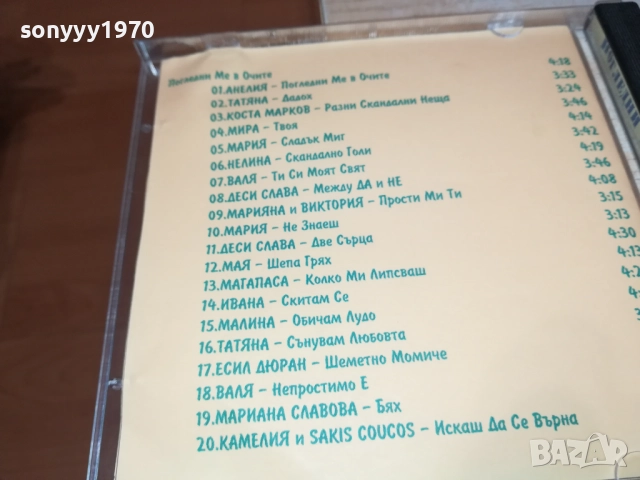 sonyyy1970
Погледни Ме в Очите
01.АНЕЛИЯ – Погледни Ме в Очите 4:18
02.ТАТЯНА – Дадох 3:33
03.КОСТА МАРКОВ – Разни Скандални Неща 3:24
04.МИРА – Твоя 3:46
05.МАРИЯ – Сладък Миг 4:14
06.НЕЛИНА – Скандално Голи 3:42
07.ВАЛЯ – Ти Си Моят Свят 4:19
08.ДЕСИ СЛАВА – Между ДА и НЕ 3:46
09.МАРИЯНА и ВИКТОРИЯ – Прости Ми Ти 4:08
10.МАРИЯ – Не Знаеш 3:15
11.ДЕСИ СЛАВА – Две Сърца 3:13
12.МАЯ – Шепа Грях 4:30
13.МАГАПАСА – Колко Ми Липсваш 4:13
14.ИВАНА – Скитам Се 4:2
15.МАЛИНА – Обичам Лудо
16.ТАТЯНА – Сънувам Любовта
17.ЕСИЛ ДЮРАН – Шеметно Момиче
18.ВАЛЯ – Непростимо Е
19.МАРИАНА СЛАВОВА – Бях
20.КАМЕЛИЯ и SAKIS COUCOS – Искаш Да Се Върна
bazar